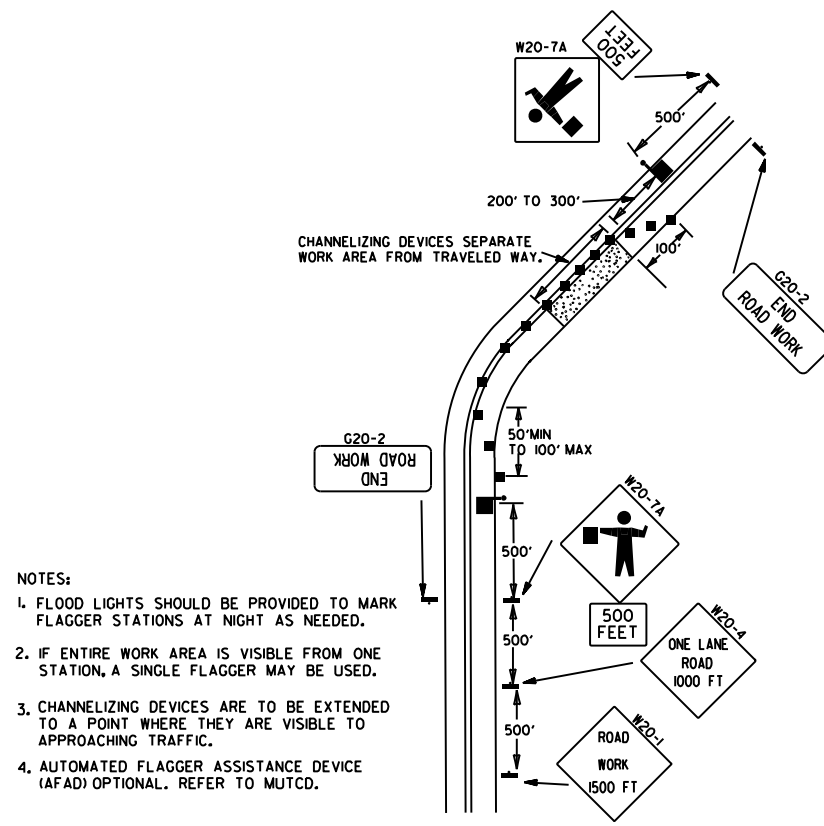 W20-7A
500
FEET
500'
200' TO 300'
CHANNELIZING DEVICES SEPARATE
WORK AREA FROM TRAVELED WAY.
100'
G20-2
END
ROAD WORK
G20-2
END
ROAD WORK
50'MIN
TO 100' MAX
W20-7A
500'
500
FEET
500'
W20-4
ONE LANE
ROAD
1000 FT
500'
W20-1
ROAD
WORK
1500 FT
NOTES:
1. FLOOD LIGHTS SHOULD BE PROVIDED TO MARK
FLAGGER STATIONS AT NIGHT AS NEEDED.
2. IF ENTIRE WORK AREA IS VISIBLE FROM ONE
STATION, A SINGLE FLAGGER MAY BE USED.
3. CHANNELIZING DEVICES ARE TO BE EXTENDED
TO A POINT WHERE THEY ARE VISIBLE TO
APPROACHING TRAFFIC.
4. AUTOMATED FLAGGER ASSISTANCE DEVICE
(AFAD) OPTIONAL. REFER TO MUTCD.